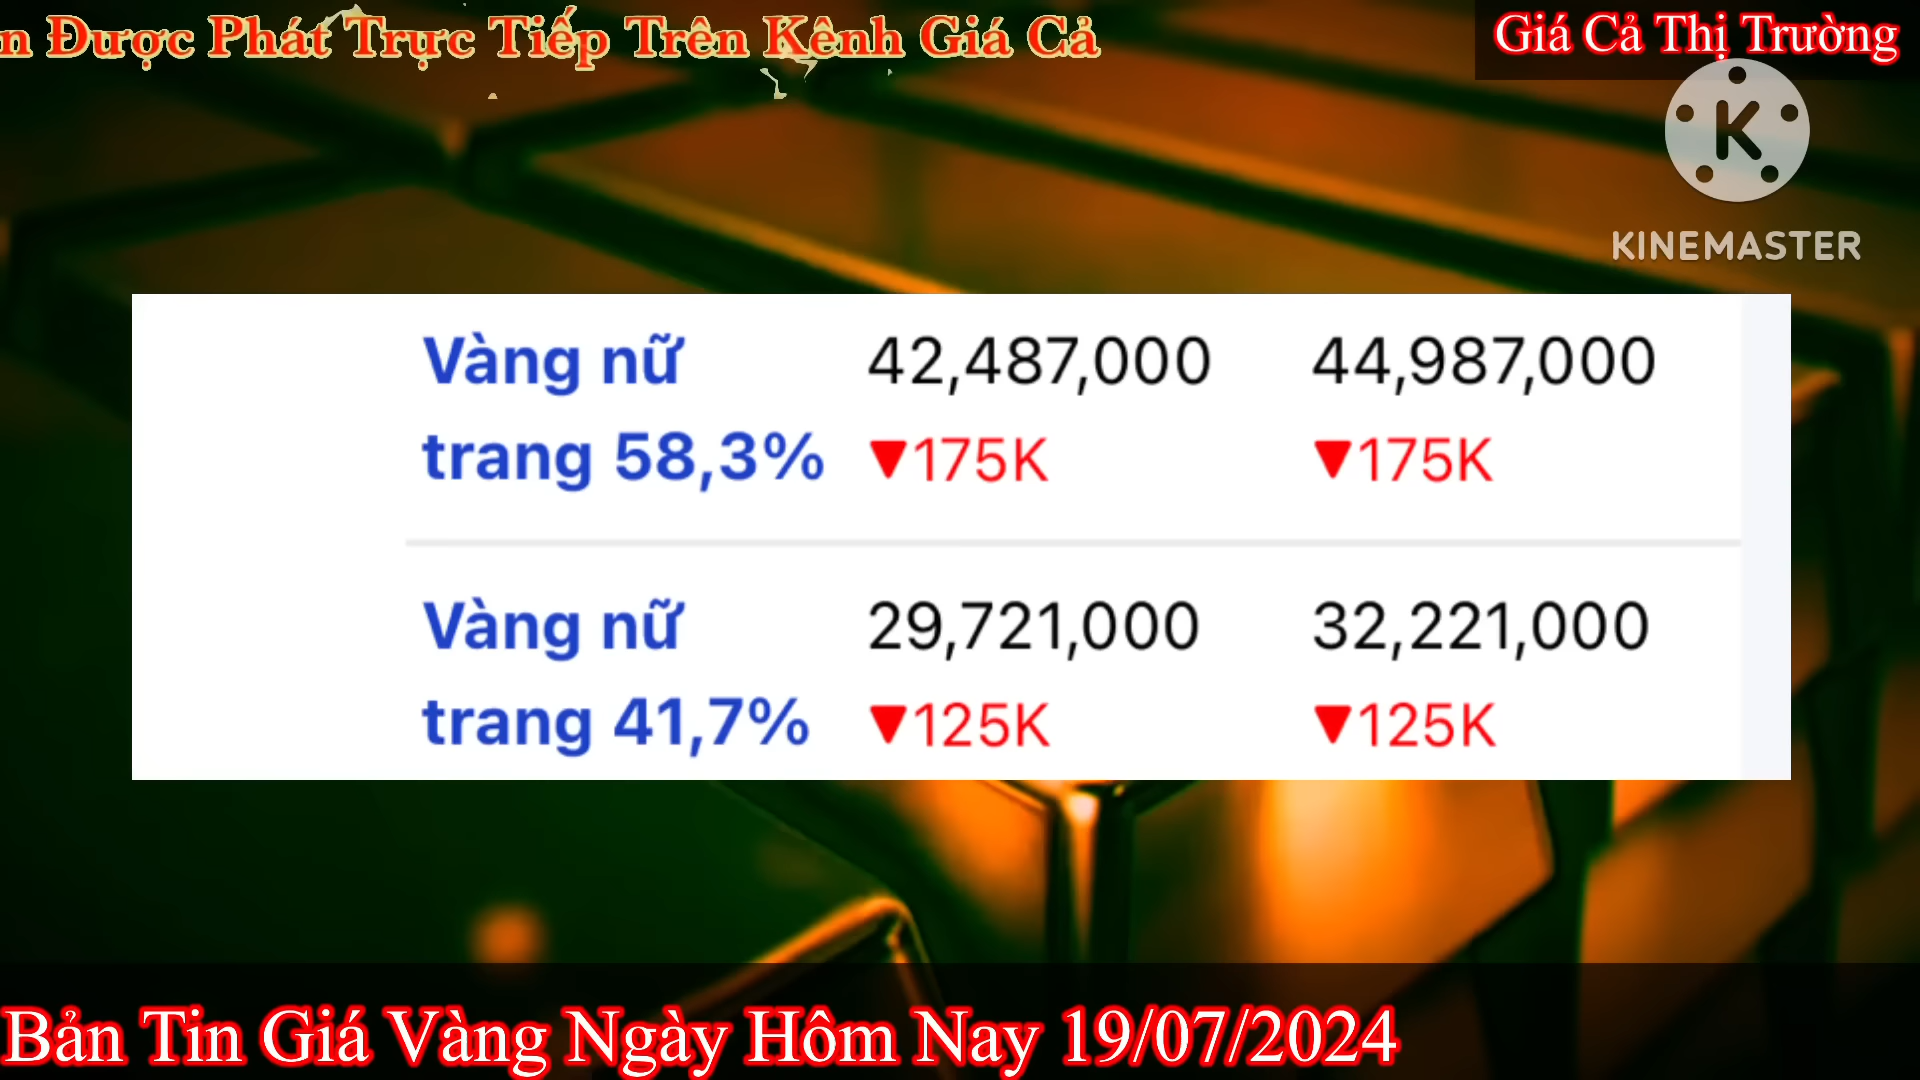 n Được Phát Trực Tiếp Trên Kênh Giá Cả
Giá Cả Thị Trường
K
KINEMASTER
Vàng nữ 42,487,000 44,987,000
trang 58,3% ▼175K ▼175K
Vàng nữ 29,721,000 32,221,000
trang 41,7% ▼125K ▼125K
Bản Tin Giá Vàng Ngày Hôm Nay 19/07/2024